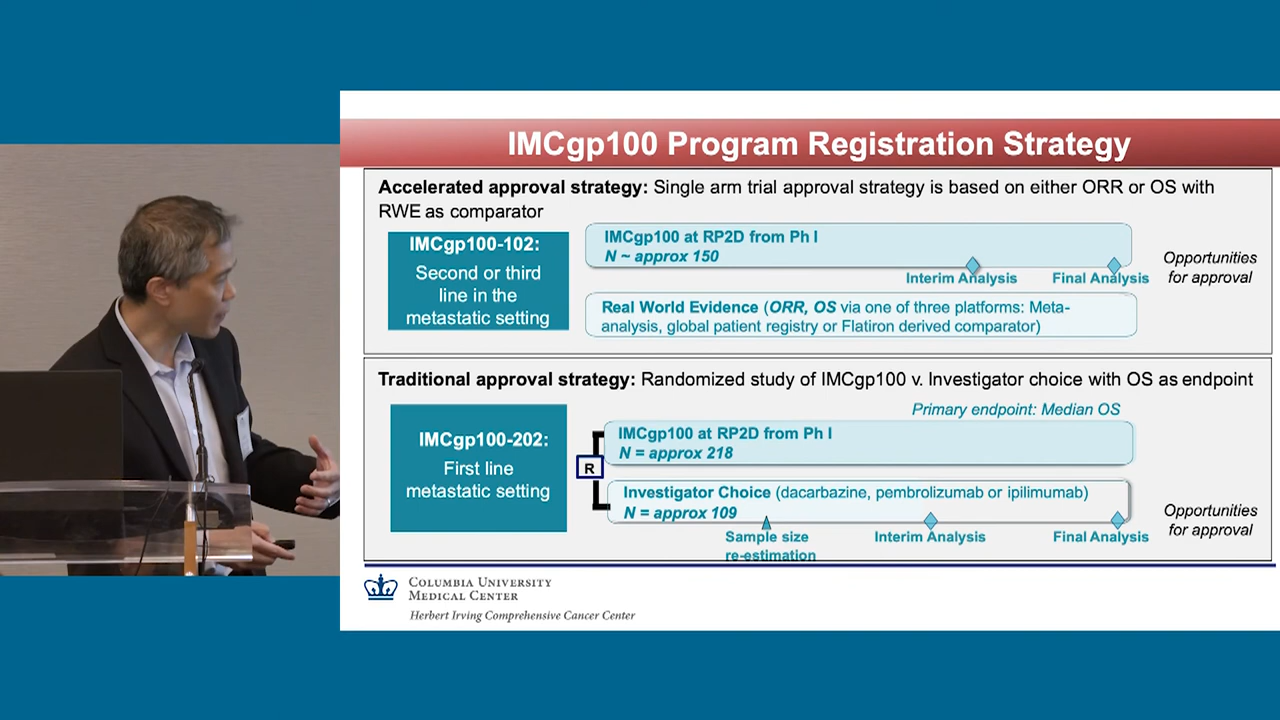 IMCgp100 Program Registration Strategy
Accelerated approval strategy: Single arm trial approval strategy is based on either ORR or OS with
RWE as comparator
IMCgp100-102:
Second or third
line in the
metastatic setting
IMCgp100 at RP2D from Ph I
N ~ approx 150
Interim Analysis
Final Analysis
Opportunities
for approval
Real World Evidence (ORR, OS via one of three platforms: Meta-
analysis, global patient registry or Flatiron derived comparator)
Traditional approval strategy: Randomized study of IMCgp100 v. Investigator choice with OS as endpoint
Primary endpoint: Median OS
IMCgp100-202:
First line
metastatic setting
R
IMCgp100 at RP2D from Ph I
N = approx 218
Investigator Choice (dacarbazine, pembrolizumab or ipilimumab)
N = approx 109
Sample size
re-estimation
Interim Analysis
Final Analysis
Opportunities
for approval
COLUMBIA UNIVERSITY
MEDICAL CENTER
Herbert Irving Comprehensive Cancer Center